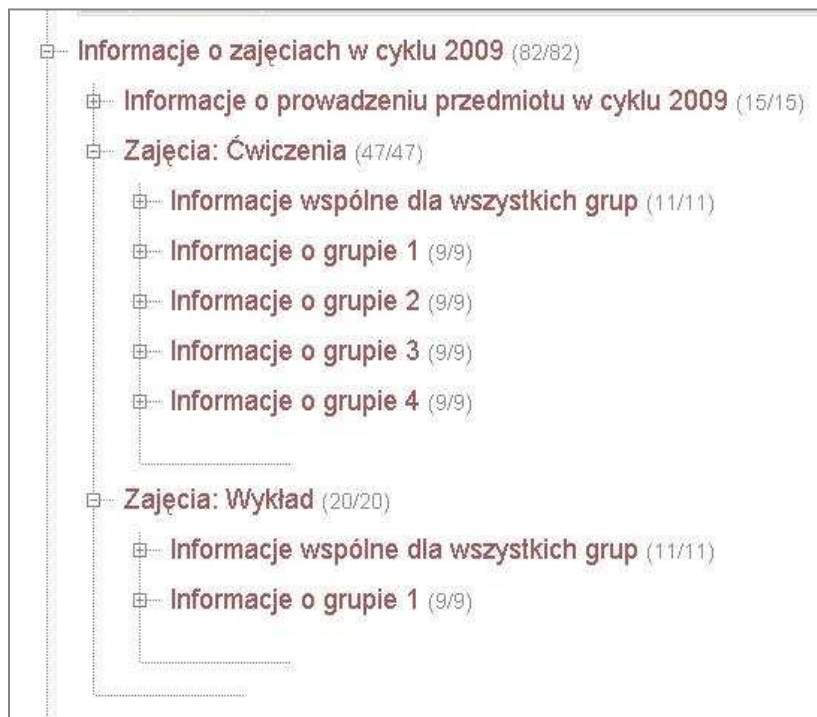 Informacje o zajęciach w cyklu 2009 (82/82)
Informacje o prowadzeniu przedmiotu w cyklu 2009 (15/15)
Zajęcia: Ćwiczenia (47/47)
Informacje wspólne dla wszystkich grup (11/11)
Informacje o grupie 1 (9/9)
Informacje o grupie 2 (9/9)
Informacje o grupie 3 (9/9)
Informacje o grupie 4 (9/9)
Zajęcia: Wykład (20/20)
Informacje wspólne dla wszystkich grup (11/11)
Informacje o grupie 1 (9/9)